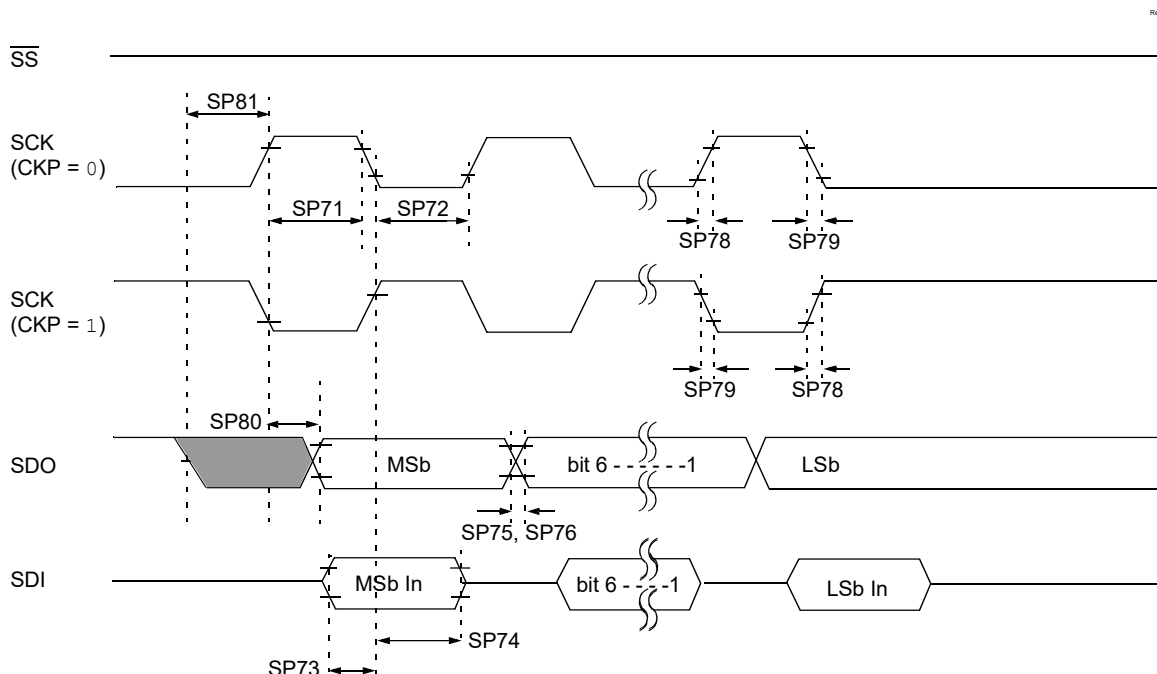 Re
SS
SP81
SCK
(CKP = 0)
SP71
SP72
SP78
SP79
SCK
(CKP = 1)
SP79
SP78
SP80
SDO
MSb
bit 6 - - - - - -1
LSb
SP75, SP76
SDI
MSb In
bit 6 - - - - -1
LSb In
SP74
SP73